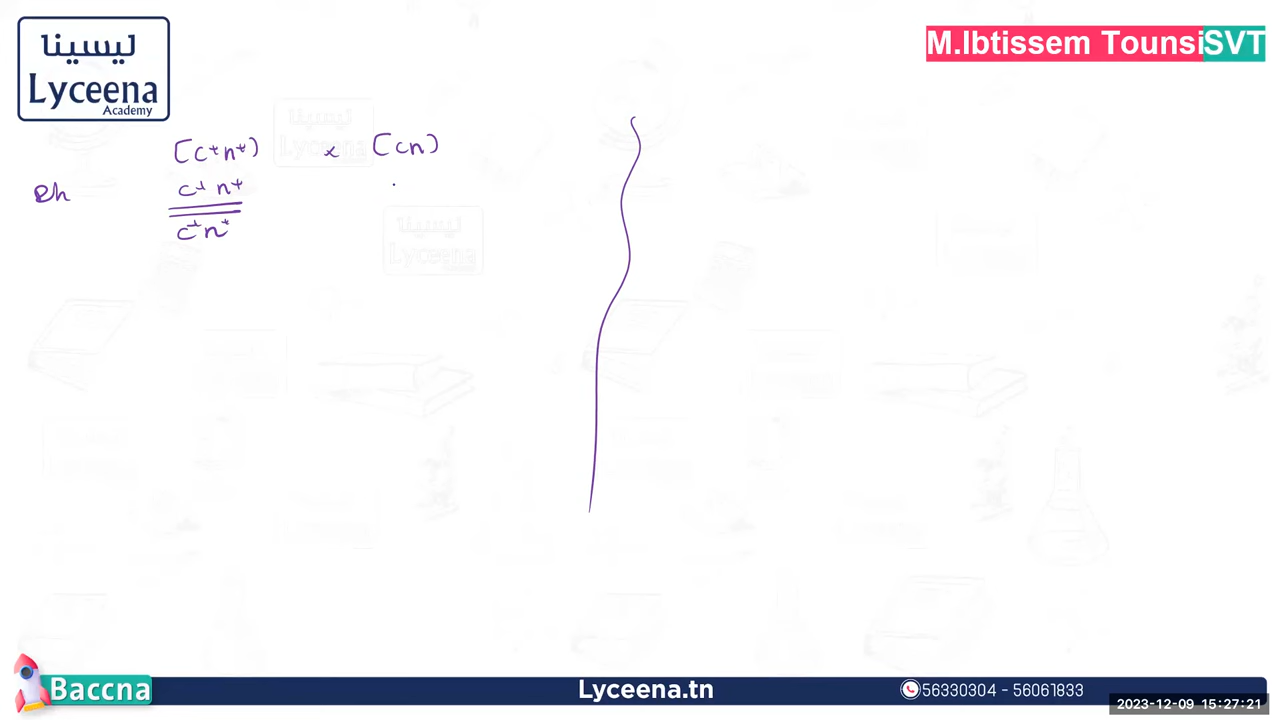 ليسينا
Lyceena
Academy
M.Ibtissem TounsiSVT
[c+n+] x [cn]
c+ n+
c+ n+
Baccna
Lyceena.tn
56330304 - 56061833
2023-12-09 15:27:21